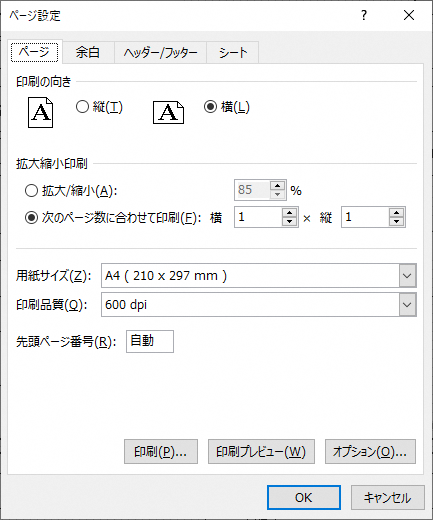 ページ設定
ページ 余白 ヘッダー/フッター シート
印刷の向き
A 縦(T) A 横(L)
拡大縮小印刷
拡大/縮小(A): 85 %
次のページ数に合わせて印刷(F): 横 1 × 縦 1
用紙サイズ(Z): A4 ( 210 x 297 mm )
印刷品質(Q): 600 dpi
先頭ページ番号(R): 自動
印刷(P)... 印刷プレビュー(W) オプション(O)...
OK キャンセル